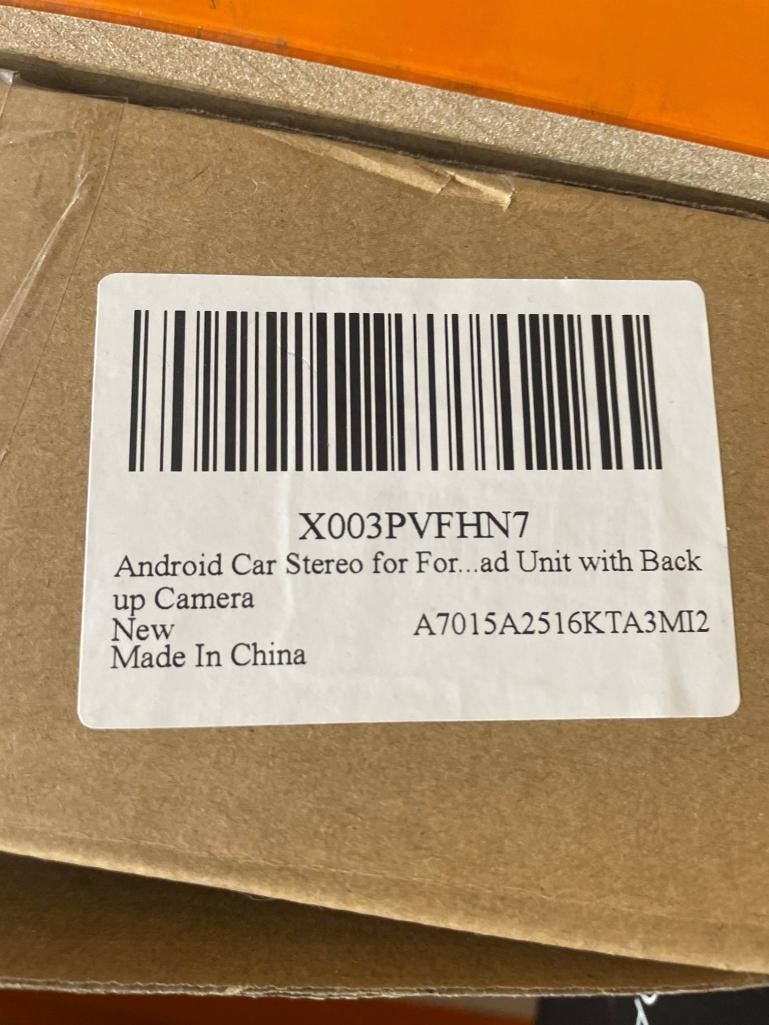 X003PVFHN7
Android Car Stereo for For...ad Unit with Back
up Camera
New A7015A2516KTA3MI2
Made In China